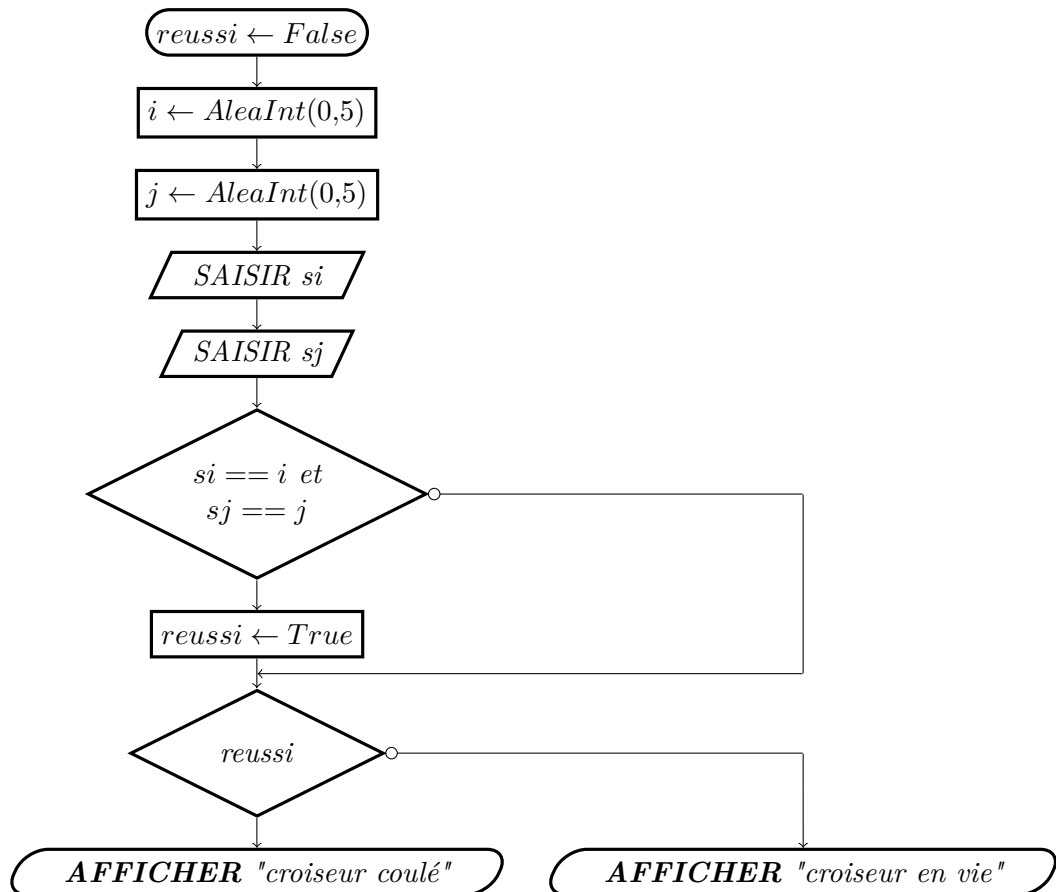 reussi ← False
i ← AleaInt(0,5)
j ← AleaInt(0,5)
SAISIR si
SAISIR sj
si == i et
sj == j
reussi ← True
reussi
AFFICHER "croiseur coulé"
AFFICHER "croiseur en vie"